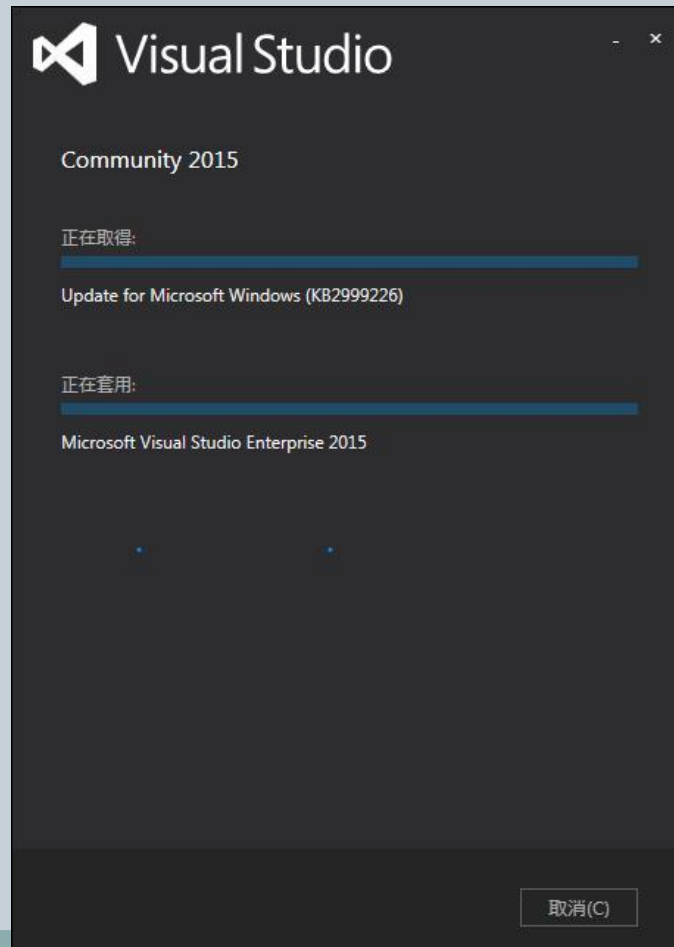 Visual Studio
Community 2015
正在取得:
Update for Microsoft Windows (KB2999226)
正在套用:
Microsoft Visual Studio Enterprise 2015
取消(C)